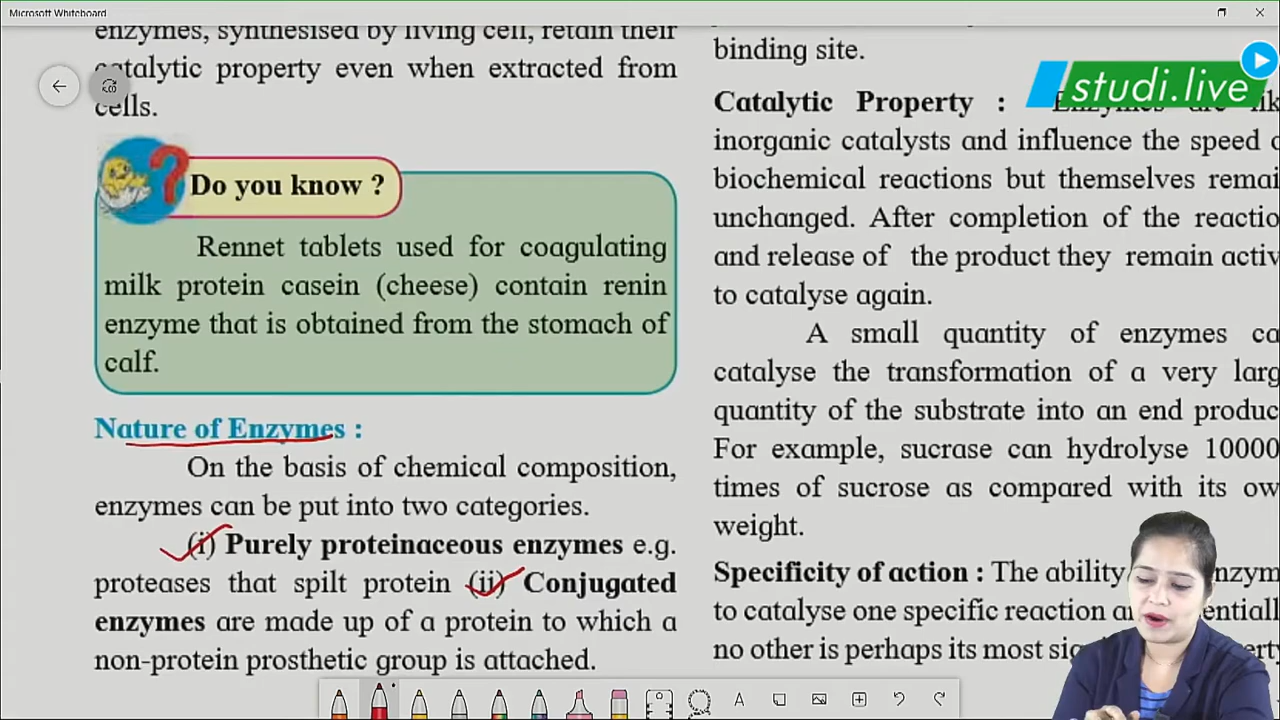 Microsoft Whiteboard
enzymes, synthesised by living cell, retain their
catalytic property even when extracted from
cells.
Do you know ?
Rennet tablets used for coagulating
milk protein casein (cheese) contain renin
enzyme that is obtained from the stomach of
calf.
Nature of Enzymes :
On the basis of chemical composition,
enzymes can be put into two categories.
(i) Purely proteinaceous enzymes e.g.
proteases that spilt protein (ii) Conjugated
enzymes are made up of a protein to which a
non-protein prosthetic group is attached.
binding site.
studi.live
Catalytic Property : Enzymes are
inorganic catalysts and influence the speed
biochemical reactions but themselves remai
unchanged. After completion of the reactio
and release of the product they remain activ
to catalyse again.
A small quantity of enzymes ca
catalyse the transformation of a very larg
quantity of the substrate into an end produc
For example, sucrase can hydrolyse 10000
times of sucrose as compared with its ow
weight.
Specificity of action : The ability nzym
to catalyse one specific reaction a entiall
no other is perhaps its most si erty